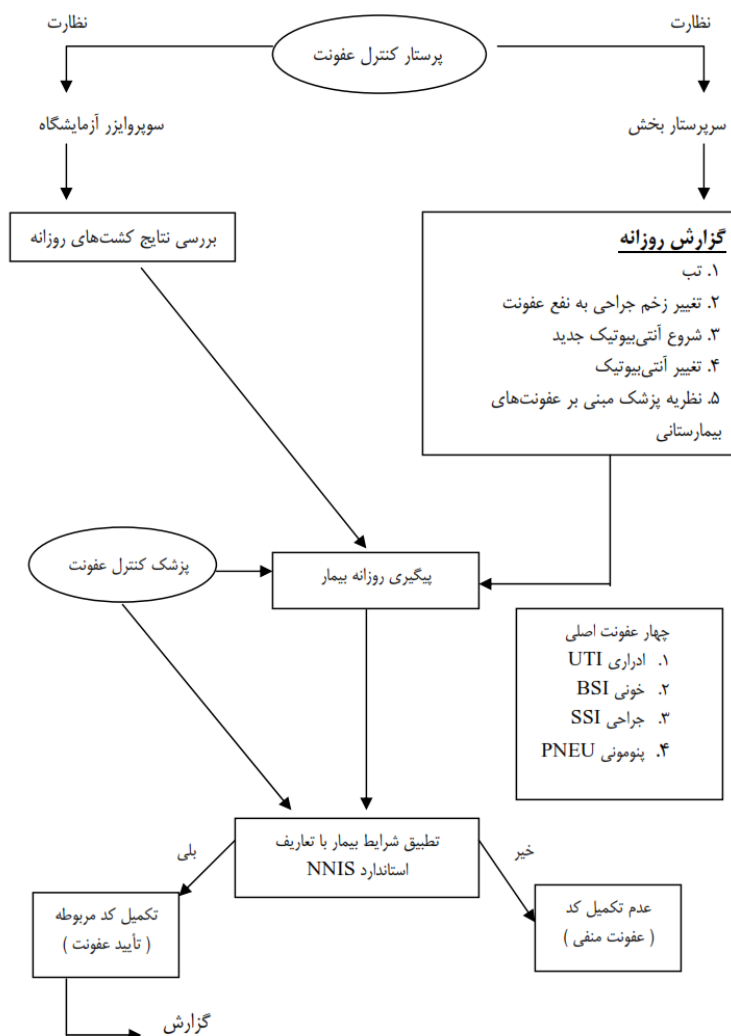 نظارت
نظارت
پرستار کنترل عفونت
سرپرستار بخش
سوپروایزر آزمایشگاه
گزارش روزانه
۱. تب
۲. تغییر زخم جراحی به نفع عفونت
۳. شروع آنتی‌بیوتیک جدید
۴. تغییر آنتی‌بیوتیک
۵. نظریه پزشک مبنی بر عفونت‌های
بیمارستانی
بررسی نتایج کشت‌های روزانه
پزشک کنترل عفونت
پیگیری روزانه بیمار
چهار عفونت اصلی
۱. ادراری UTI
۲. خونی BSI
۳. جراحی SSI
۴. پنومونی PNEU
تطبیق شرایط بیمار با تعاریف
استاندارد NNIS
خیر
بلی
عدم تکمیل کد
( عفونت منفی )
تکمیل کد مربوطه
( تأیید عفونت )
گزارش